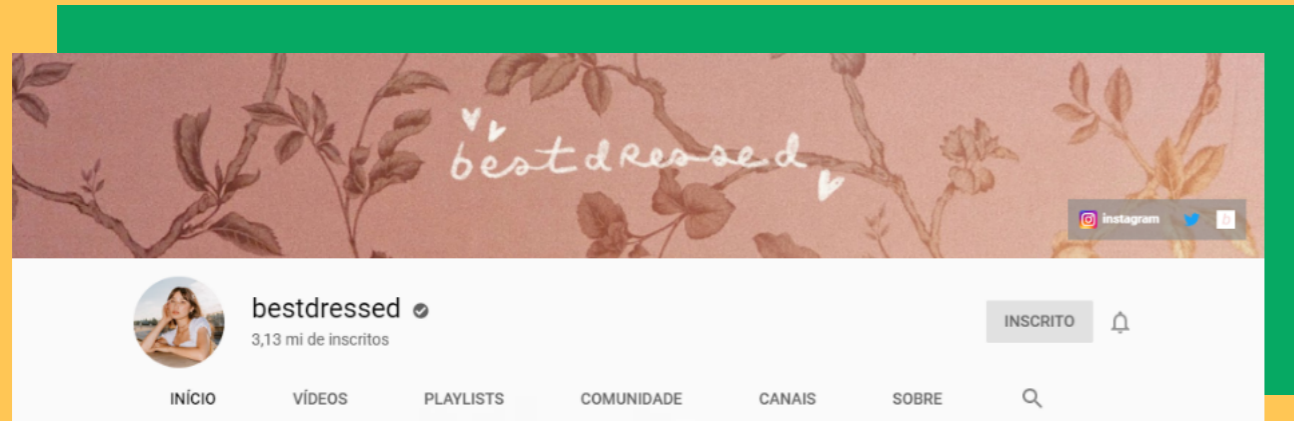 bestdressed
instagram
b
bestdressed
3,13 mi de inscritos
INSCRITO
INÍCIO VÍDEOS PLAYLISTS COMUNIDADE CANAIS SOBRE